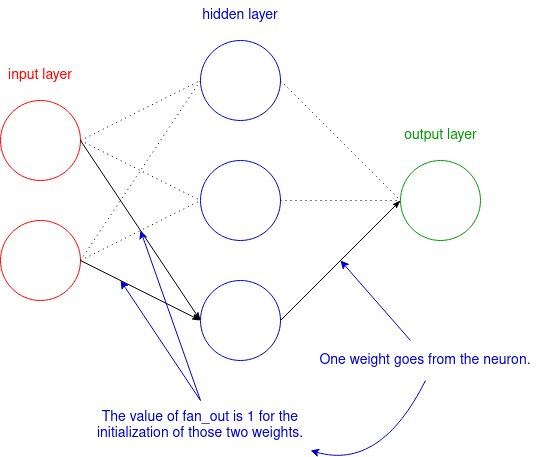 hidden layer
input layer
output layer
One weight goes from the neuron.
The value of fan_out is 1 for the
initialization of those two weights.